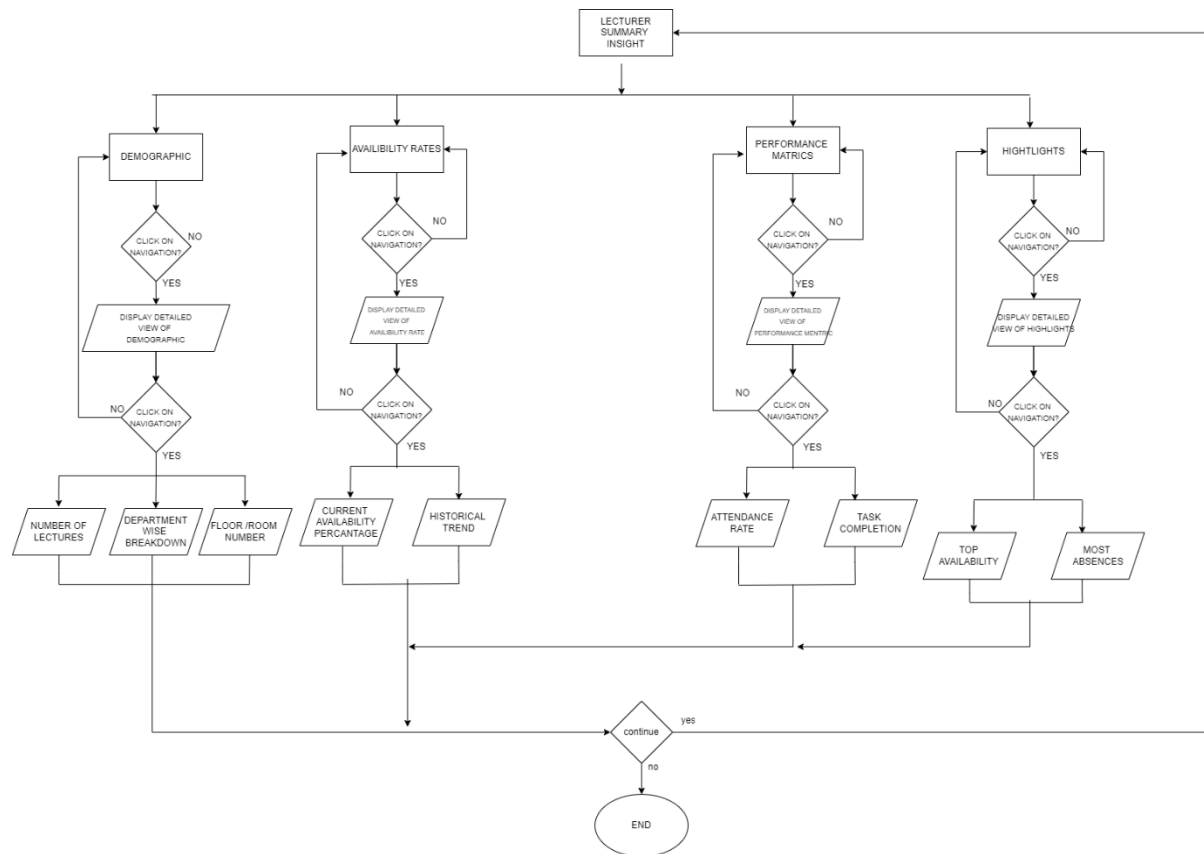 LECTURER
SUMMARY
INSIGHT
DEMOGRAPHIC
AVAILIBILITY RATES
PERFORMANCE
MATRICS
HIGHTLIGHTS
CLICK ON
NAVIGATION?
NO
YES
CLICK ON
NAVIGATION?
NO
YES
CLICK ON
NAVIGATION?
NO
YES
CLICK ON
NAVIGATION?
NO
YES
DISPLAY DETAILED
VIEW OF
DEMOGRAPHIC
DISPLAY DETAILED
VIEW OF
AVAILIBILITY RATE
DISPLAY DETAILED
VIEW OF
PERFORMANCE MENTRIC
DISPLAY DETAILED
VIEW OF HIGHLIGHTS
NO
CLICK ON
NAVIGATION?
YES
NO
CLICK ON
NAVIGATION?
YES
NO
CLICK ON
NAVIGATION?
YES
NO
CLICK ON
NAVIGATION?
YES
NUMBER OF
LECTURES
DEPARTMENT
WISE
BREAKDOWN
FLOOR /ROOM
NUMBER
CURRENT
AVAILABILITY
PERCANTAGE
HISTORICAL
TREND
ATTENDANCE
RATE
TASK
COMPLETION
TOP
AVAILABILITY
MOST
ABSENCES
continue
yes
no
END